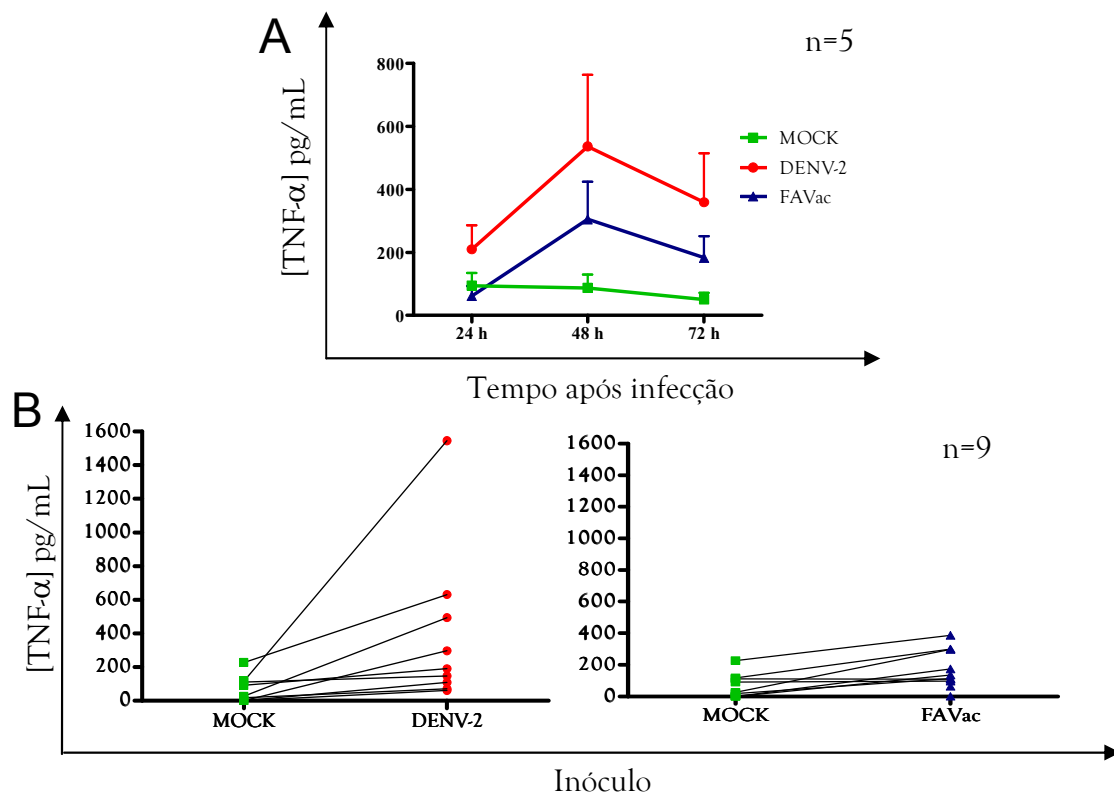 A
n=5
[TNF-α] pg/mL
800
600
400
200
0
24 h 48 h 72 h
MOCK
DENV-2
FAVac
Tempo após infecção
B
[TNF-α] pg/mL
1600
1400
1200
1000
800
600
400
200
0
MOCK DENV-2
n=9
1600
1400
1200
1000
800
600
400
200
0
MOCK FAVac
Inóculo